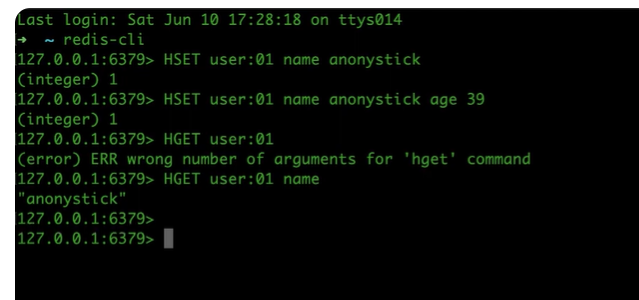 Last login: Sat Jun 10 17:28:18 on ttys014
➜ ~ redis-cli
127.0.0.1:6379> HSET user:01 name anonystick
(integer) 1
127.0.0.1:6379> HSET user:01 name anonystick age 39
(integer) 1
127.0.0.1:6379> HGET user:01
(error) ERR wrong number of arguments for 'hget' command
127.0.0.1:6379> HGET user:01 name
"anonystick"
127.0.0.1:6379>
127.0.0.1:6379>